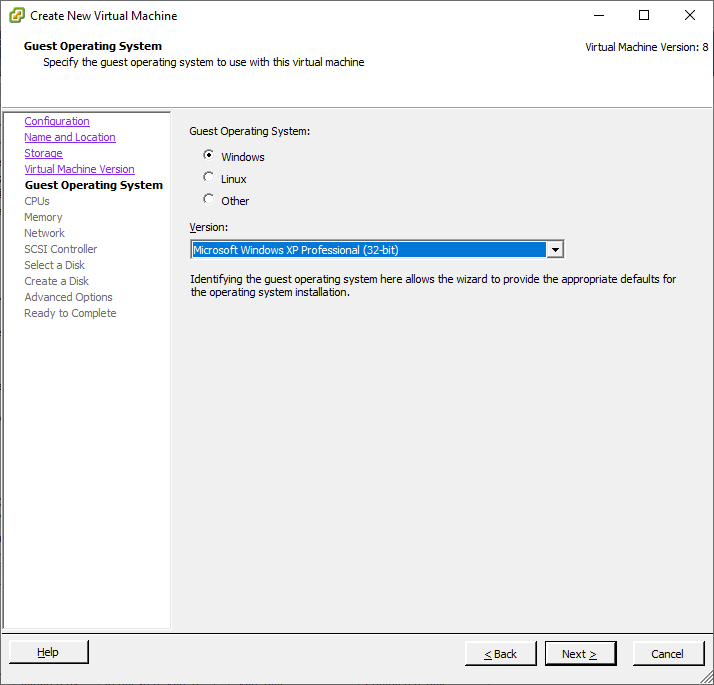 Create New Virtual Machine
Guest Operating System
Specify the guest operating system to use with this virtual machine
Virtual Machine Version: 8
Configuration
Name and Location
Storage
Virtual Machine Version
Guest Operating System
CPUs
Memory
Network
SCSI Controller
Select a Disk
Create a Disk
Advanced Options
Ready to Complete
Guest Operating System:
Windows
Linux
Other
Version:
Microsoft Windows XP Professional (32-bit)
Identifying the guest operating system here allows the wizard to provide the appropriate defaults for
the operating system installation.
Help
< Back
Next >
Cancel